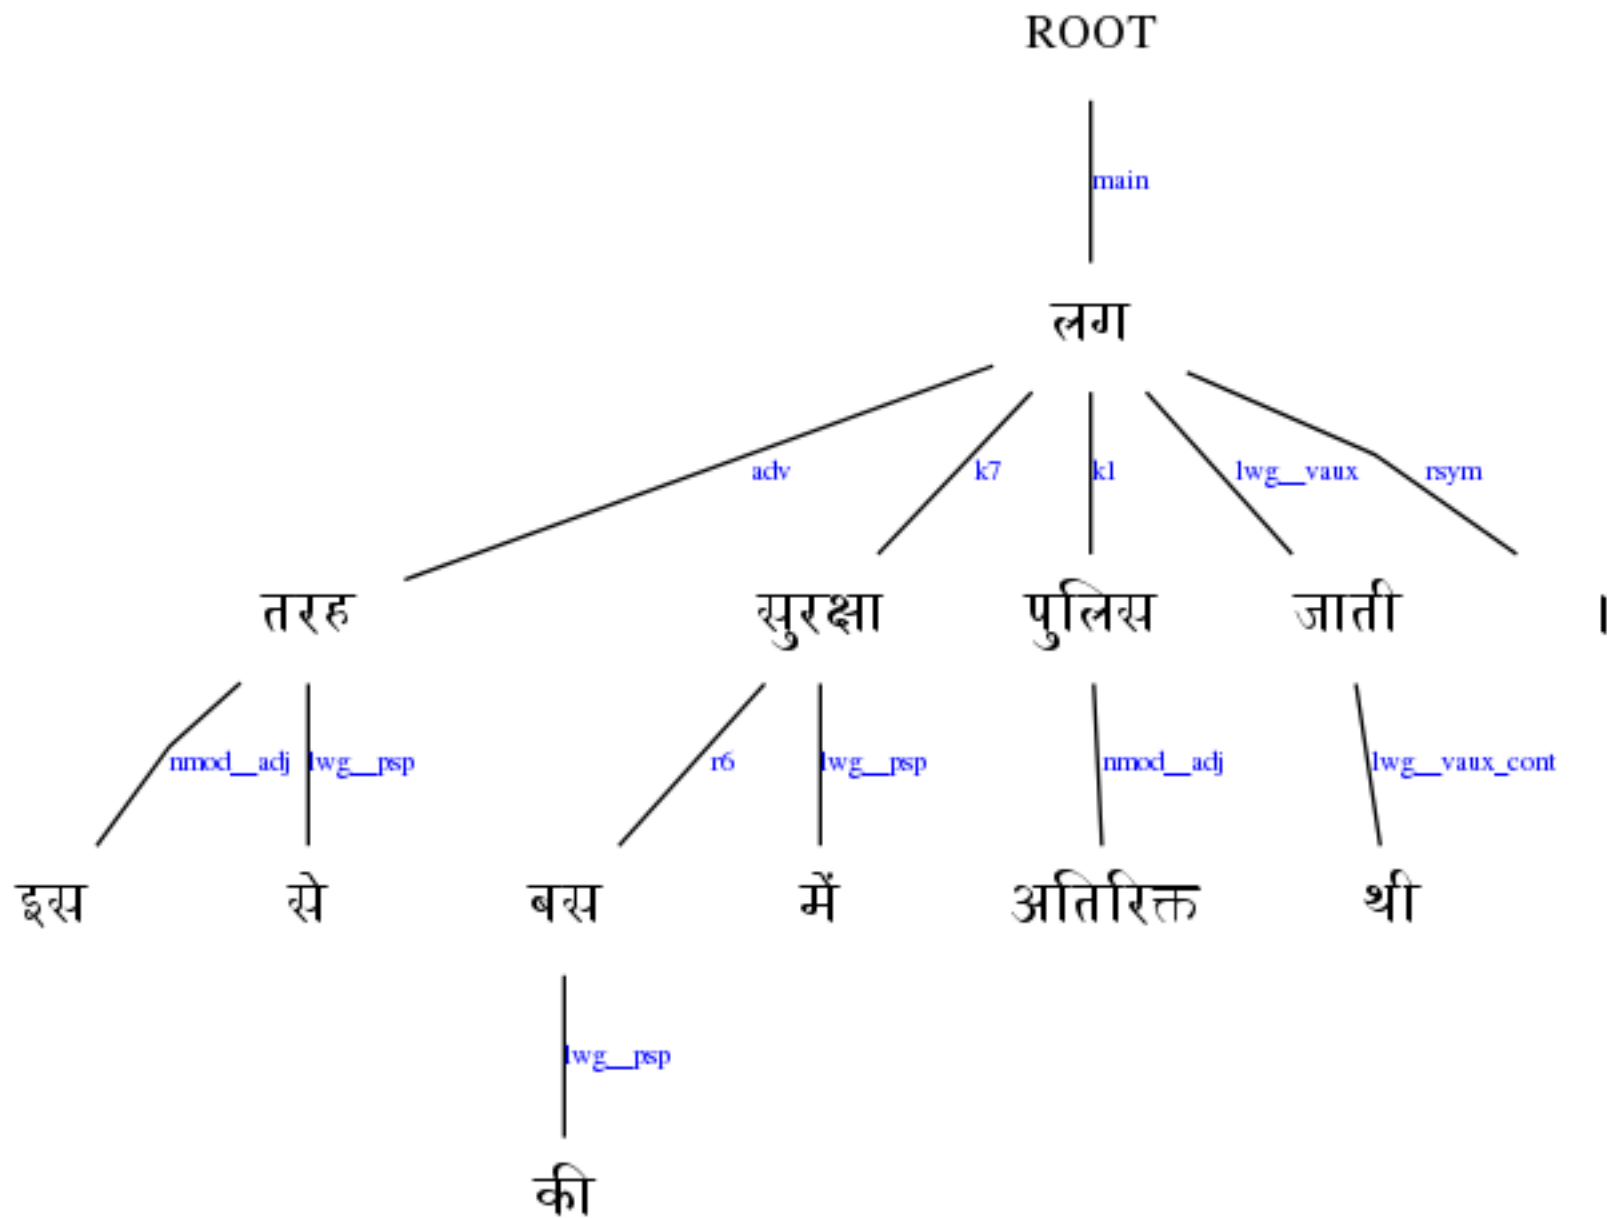 ROOT
main
लग
adv k7 k1 lwg__vaux rsym
तरह सुरक्षा पुलिस जाती ।
nmod__adj lwg__psp r6 lwg__psp nmod__adj lwg__vaux_cont
इस से बस में अतिरिक्त थी
lwg__psp
की